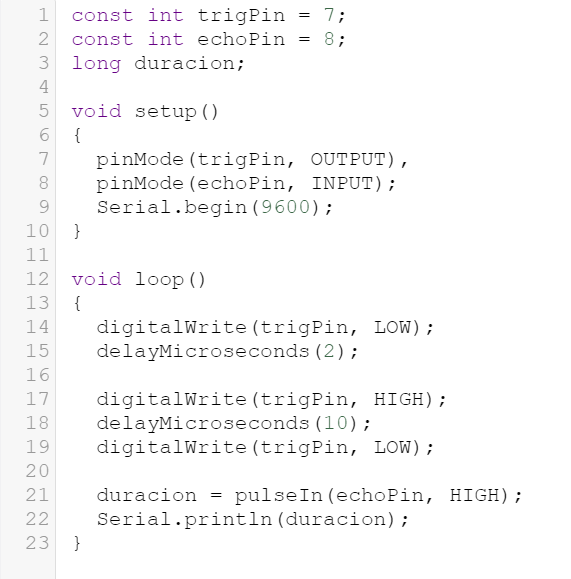 1 const int trigPin = 7;
2 const int echoPin = 8;
3 long duracion;
4
5 void setup()
6 {
7   pinMode(trigPin, OUTPUT),
8   pinMode(echoPin, INPUT);
9   Serial.begin(9600);
10 }
11
12 void loop()
13 {
14   digitalWrite(trigPin, LOW);
15   delayMicroseconds(2);
16
17   digitalWrite(trigPin, HIGH);
18   delayMicroseconds(10);
19   digitalWrite(trigPin, LOW);
20
21   duracion = pulseIn(echoPin, HIGH);
22   Serial.println(duracion);
23 }